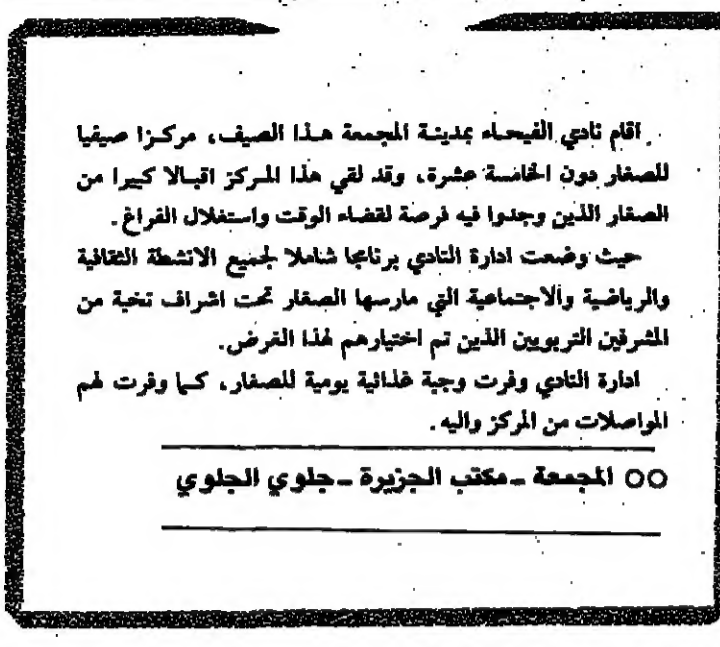 اقام نادي الفيحاء بمدينة المجمعة هذا الصيف، مركزا صيفيا
للصغار دون الخامسة عشرة، وقد لقي هذا المركز اقبالا كبيرا من
الصغار الذين وجدوا فيه فرصة لقضاء الوقت واستغلال الفراغ.
حيث وضعت ادارة النادي برنامجا شاملا لجميع الانشطة الثقافية
والرياضية والاجتماعية التي مارسها الصغار تحت اشراف نخبة من
المشرفين التربويين الذين تم اختيارهم لهذا الغرض.
ادارة النادي وفرت وجبة غذائية يومية للصغار، كما وفرت لهم
المواصلات من المركز واليه.
○○ المجمعة ـ مكتب الجزيرة ـ جلوي الجلوي